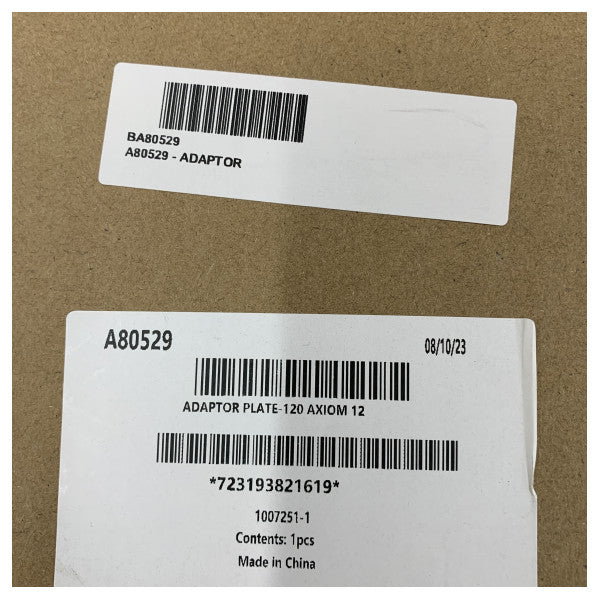 BA80529
A80529 - ADAPTOR
A80529 08/10/23
ADAPTOR PLATE-120 AXIOM 12
*723193821619*
1007251-1
Contents: 1pcs
Made in China